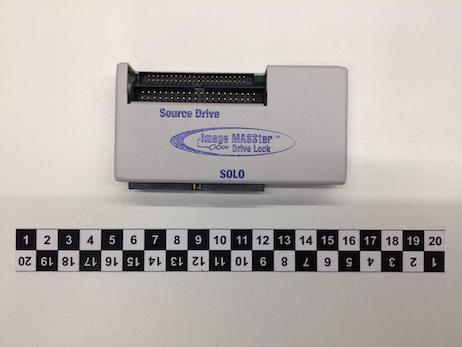 Source Drive
Image MASSter™
Drive Lock
SOLO
1 2 3 4 5 6 7 8 9 10 11 12 13 14 15 16 17 18 19 20
20 19 18 17 16 15 14 13 12 11 10 9 8 7 6 5 4 3 2 1